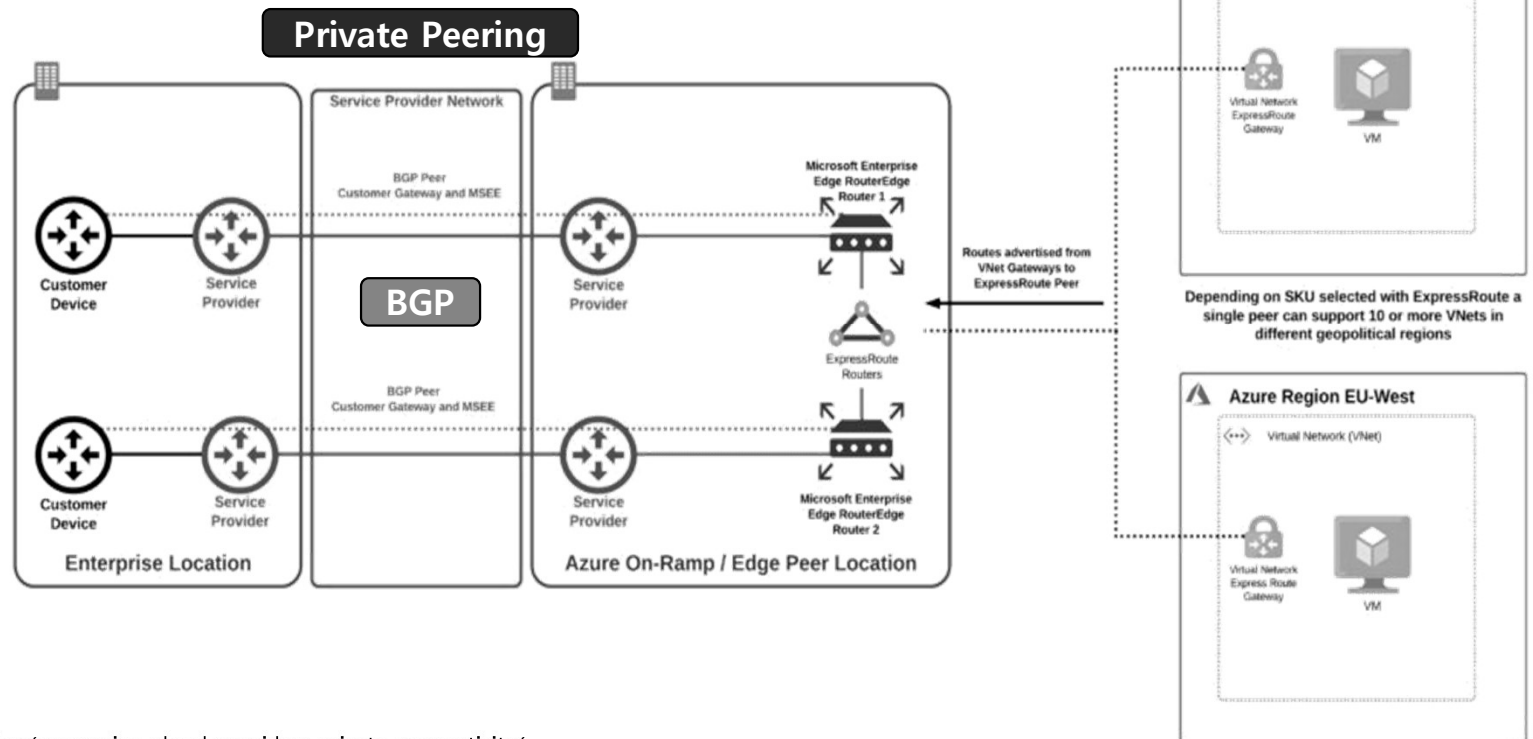 Private Peering
Service Provider Network
BGP Peer
Customer Gateway and MSEE
Customer
Device
Service
Provider
BGP
Service
Provider
Microsoft Enterprise
Edge RouterEdge
Router 1
ExpressRoute
Routers
BGP Peer
Customer Gateway and MSEE
Customer
Device
Service
Provider
Service
Provider
Microsoft Enterprise
Edge RouterEdge
Router 2
Enterprise Location
Azure On-Ramp / Edge Peer Location
Routes advertised from
VNet Gateways to
ExpressRoute Peer
Virtual Network
ExpressRoute
Gateway
VM
Depending on SKU selected with ExpressRoute a
single peer can support 10 or more VNets in
different geopolitical regions
Azure Region EU-West
Virtual Network (VNet)
Virtual Network
Express Route
Gateway
VM